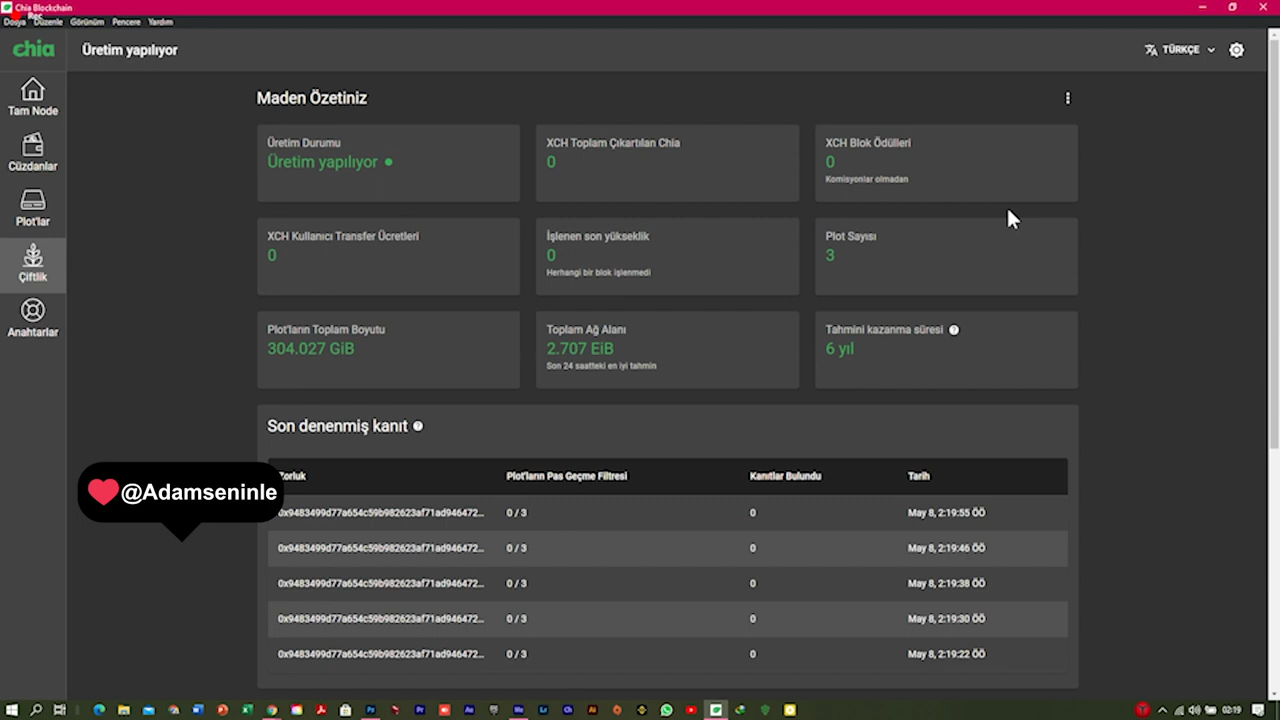 Chia Blockchain
Rec
Dosya Düzenle Görünüm Pencere Yardım
chia
Üretim yapılıyor
TÜRKÇE
Tam Node
Cüzdanlar
Plot'lar
Çiftlik
Anahtarlar
Maden Özetiniz
Üretim Durumu
Üretim yapılıyor
XCH Toplam Çıkartılan Chia
0
XCH Blok Ödülleri
0
Komisyonlar olmadan
XCH Kullanıcı Transfer Ücretleri
0
İşlenen son yükseklik
0
Herhangi bir blok işlenmedi
Plot Sayısı
3
Plot'ların Toplam Boyutu
304.027 GiB
Toplam Ağ Alanı
2.707 EiB
Son 24 saatteki en iyi tahmin
Tahmini kazanma süresi ?
6 yıl
Son denenmiş kanıt ?
Zorluk Plot'ların Pas Geçme Filtresi Kanıtlar Bulundu Tarih
0x9483499d77a654c59b982623af71ad946472... 0 / 3 0 May 8, 2:19:55 ÖÖ
0x9483499d77a654c59b982623af71ad946472... 0 / 3 0 May 8, 2:19:46 ÖÖ
0x9483499d77a654c59b982623af71ad946472... 0 / 3 0 May 8, 2:19:38 ÖÖ
0x9483499d77a654c59b982623af71ad946472... 0 / 3 0 May 8, 2:19:30 ÖÖ
0x9483499d77a654c59b982623af71ad946472... 0 / 3 0 May 8, 2:19:22 ÖÖ
@Adamseninle
02:19